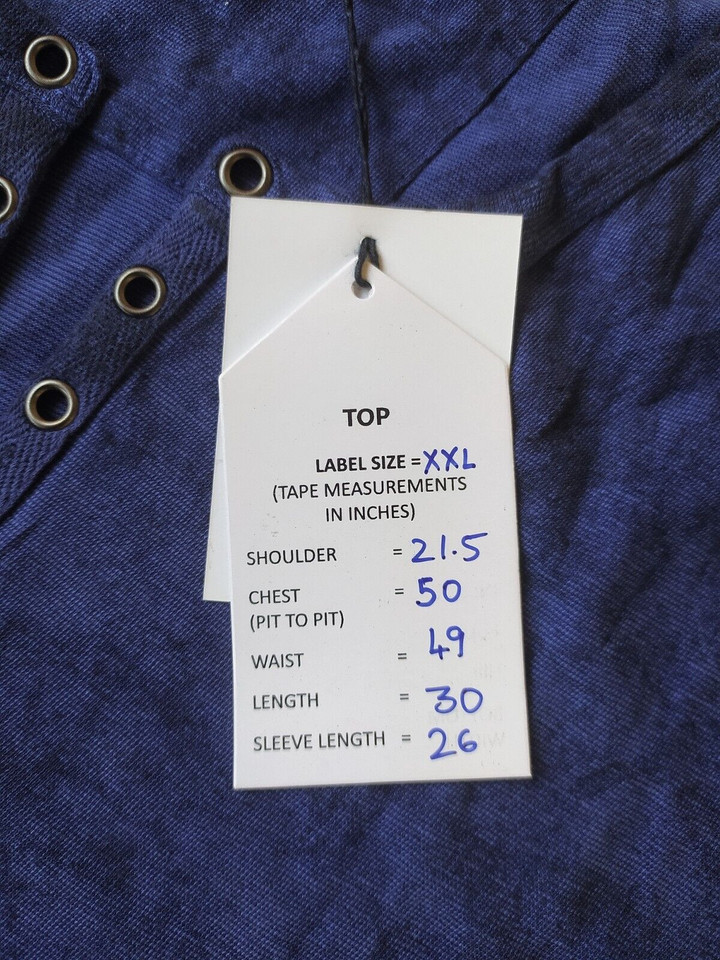 TOP
LABEL SIZE = XXL
(TAPE MEASUREMENTS
IN INCHES)
SHOULDER = 21.5
CHEST = 50
(PIT TO PIT)
WAIST = 49
LENGTH = 30
SLEEVE LENGTH = 26